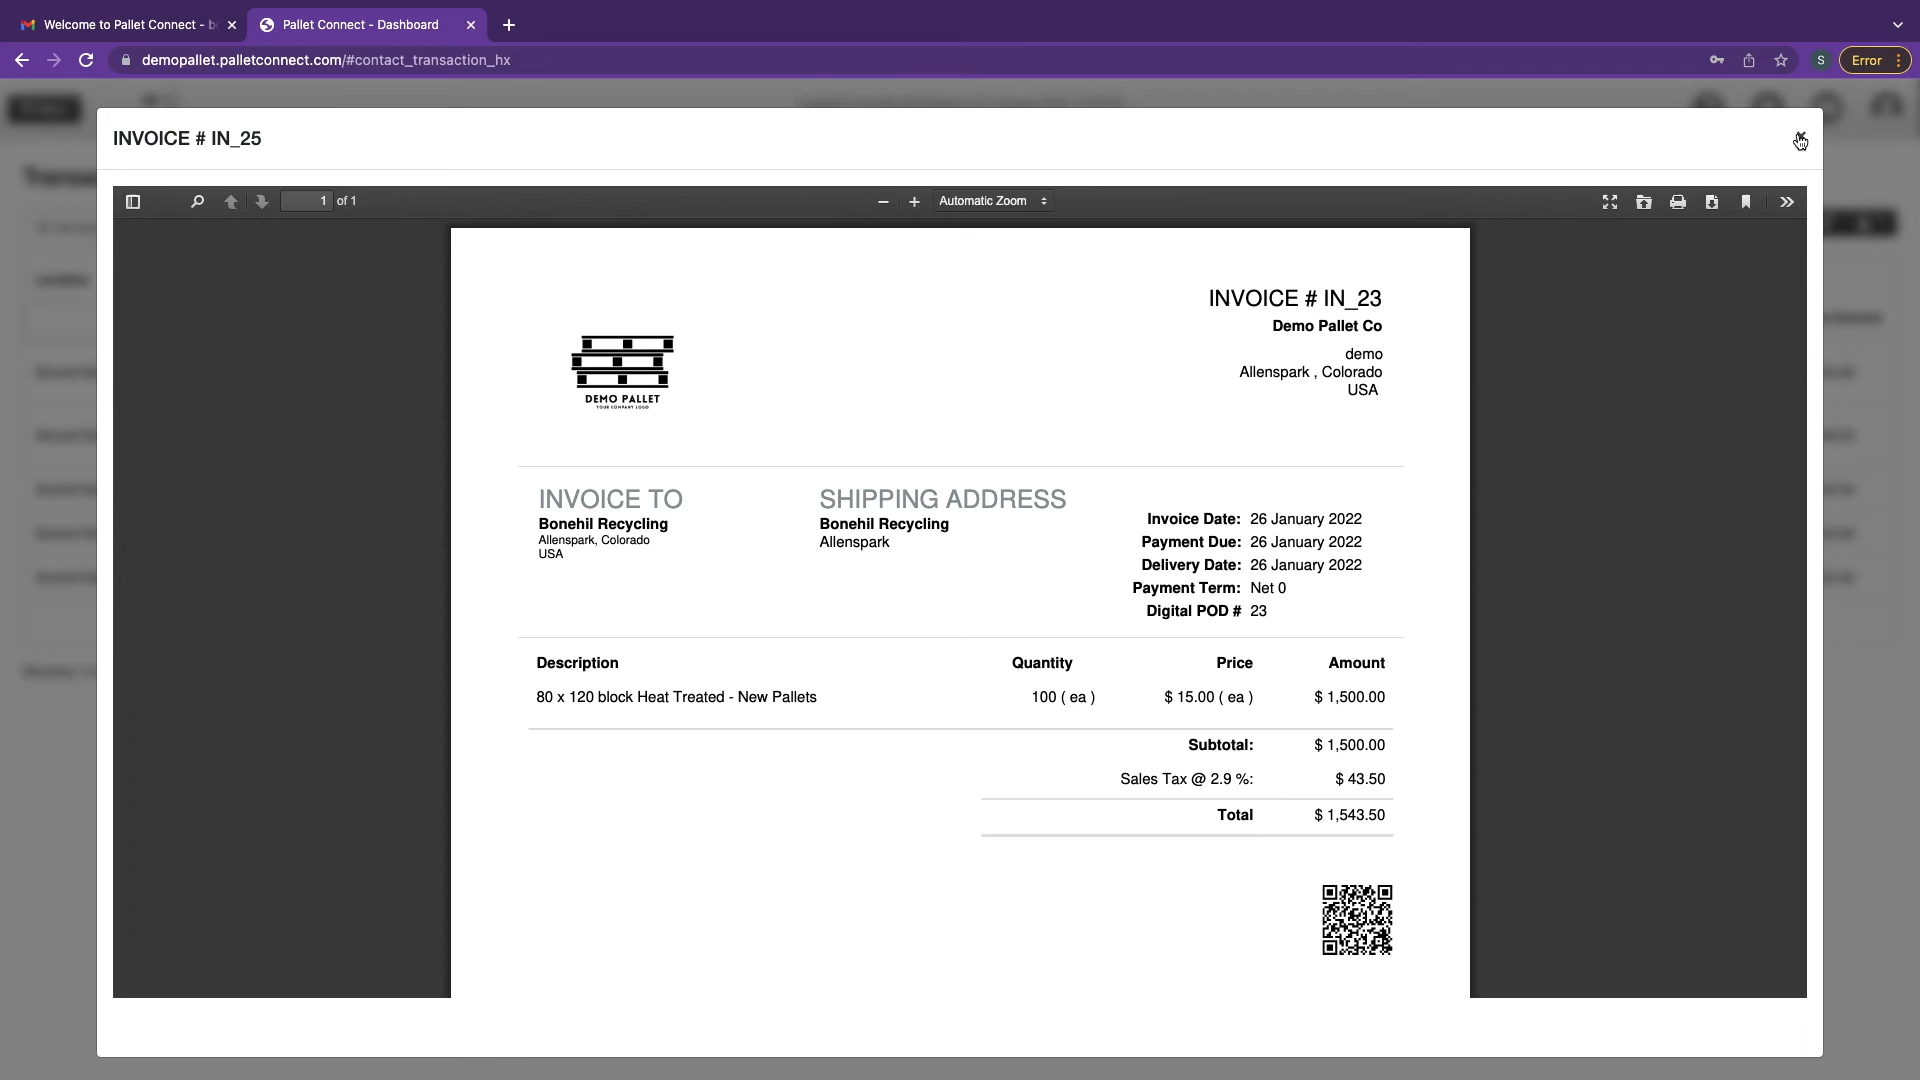 Welcome to Pallet Connect - b
Pallet Connect - Dashboard
demopallet.palletconnect.com/#contact_transaction_hx
S
Error
INVOICE # IN_25
1 of 1
Automatic Zoom
INVOICE # IN_23
Demo Pallet Co
demo
Allenspark , Colorado
USA
DEMO PALLET
YOUR COMPANY LOGO
INVOICE TO
Bonehil Recycling
Allenspark, Colorado
USA
SHIPPING ADDRESS
Bonehil Recycling
Allenspark
Invoice Date: 26 January 2022
Payment Due: 26 January 2022
Delivery Date: 26 January 2022
Payment Term: Net 0
Digital POD # 23
Description Quantity Price Amount
80 x 120 block Heat Treated - New Pallets 100 ( ea ) $ 15.00 ( ea ) $ 1,500.00
Subtotal: $ 1,500.00
Sales Tax @ 2.9 %: $ 43.50
Total $ 1,543.50